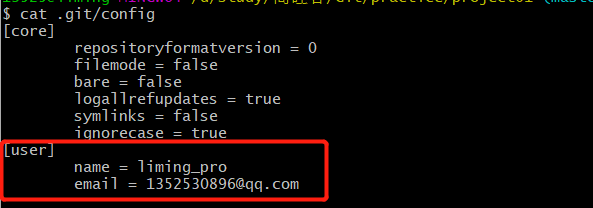 $ cat .git/config
[core]
repositoryformatversion = 0
filemode = false
bare = false
logallrefupdates = true
symlinks = false
ignorecase = true
[user]
name = liming_pro
email = 1352530896@qq.com